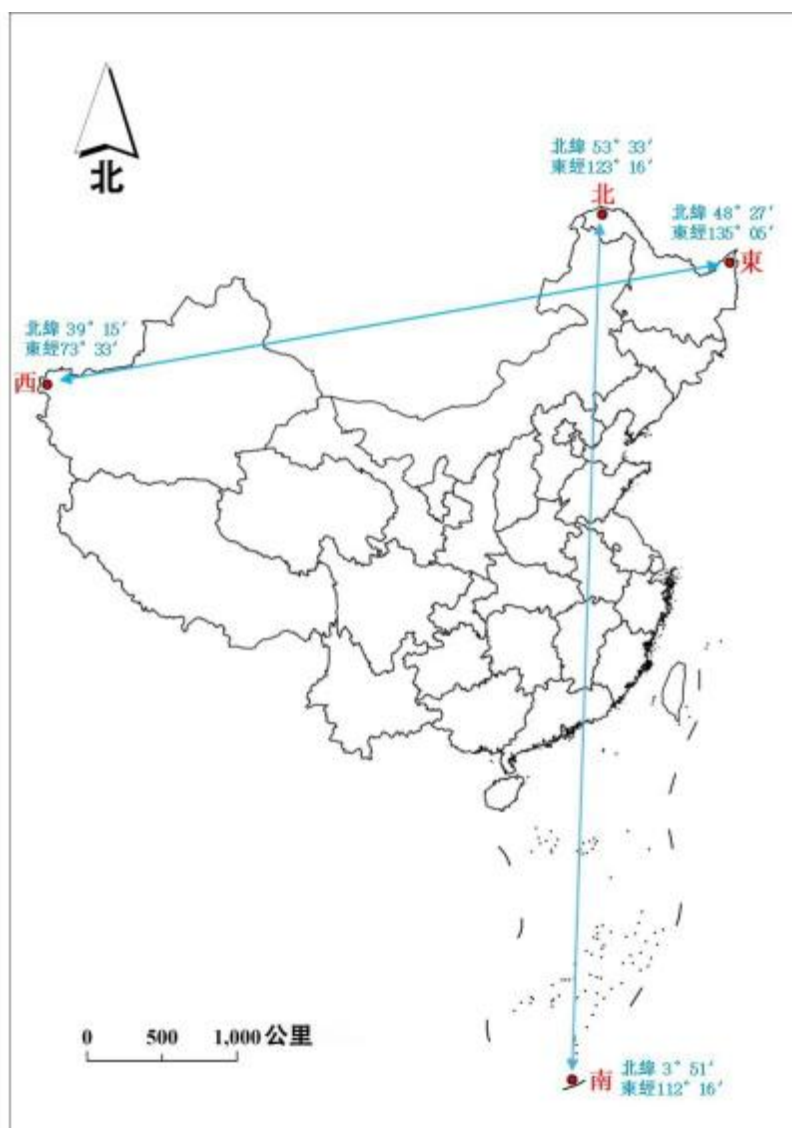 北
北緯 53° 33′
東經123° 16′
北
北緯 48° 27′
東經135° 05′
東
北緯 39° 15′
東經73° 33′
西
0 500 1,000 公里
南
北緯 3° 51′
東經112° 16′